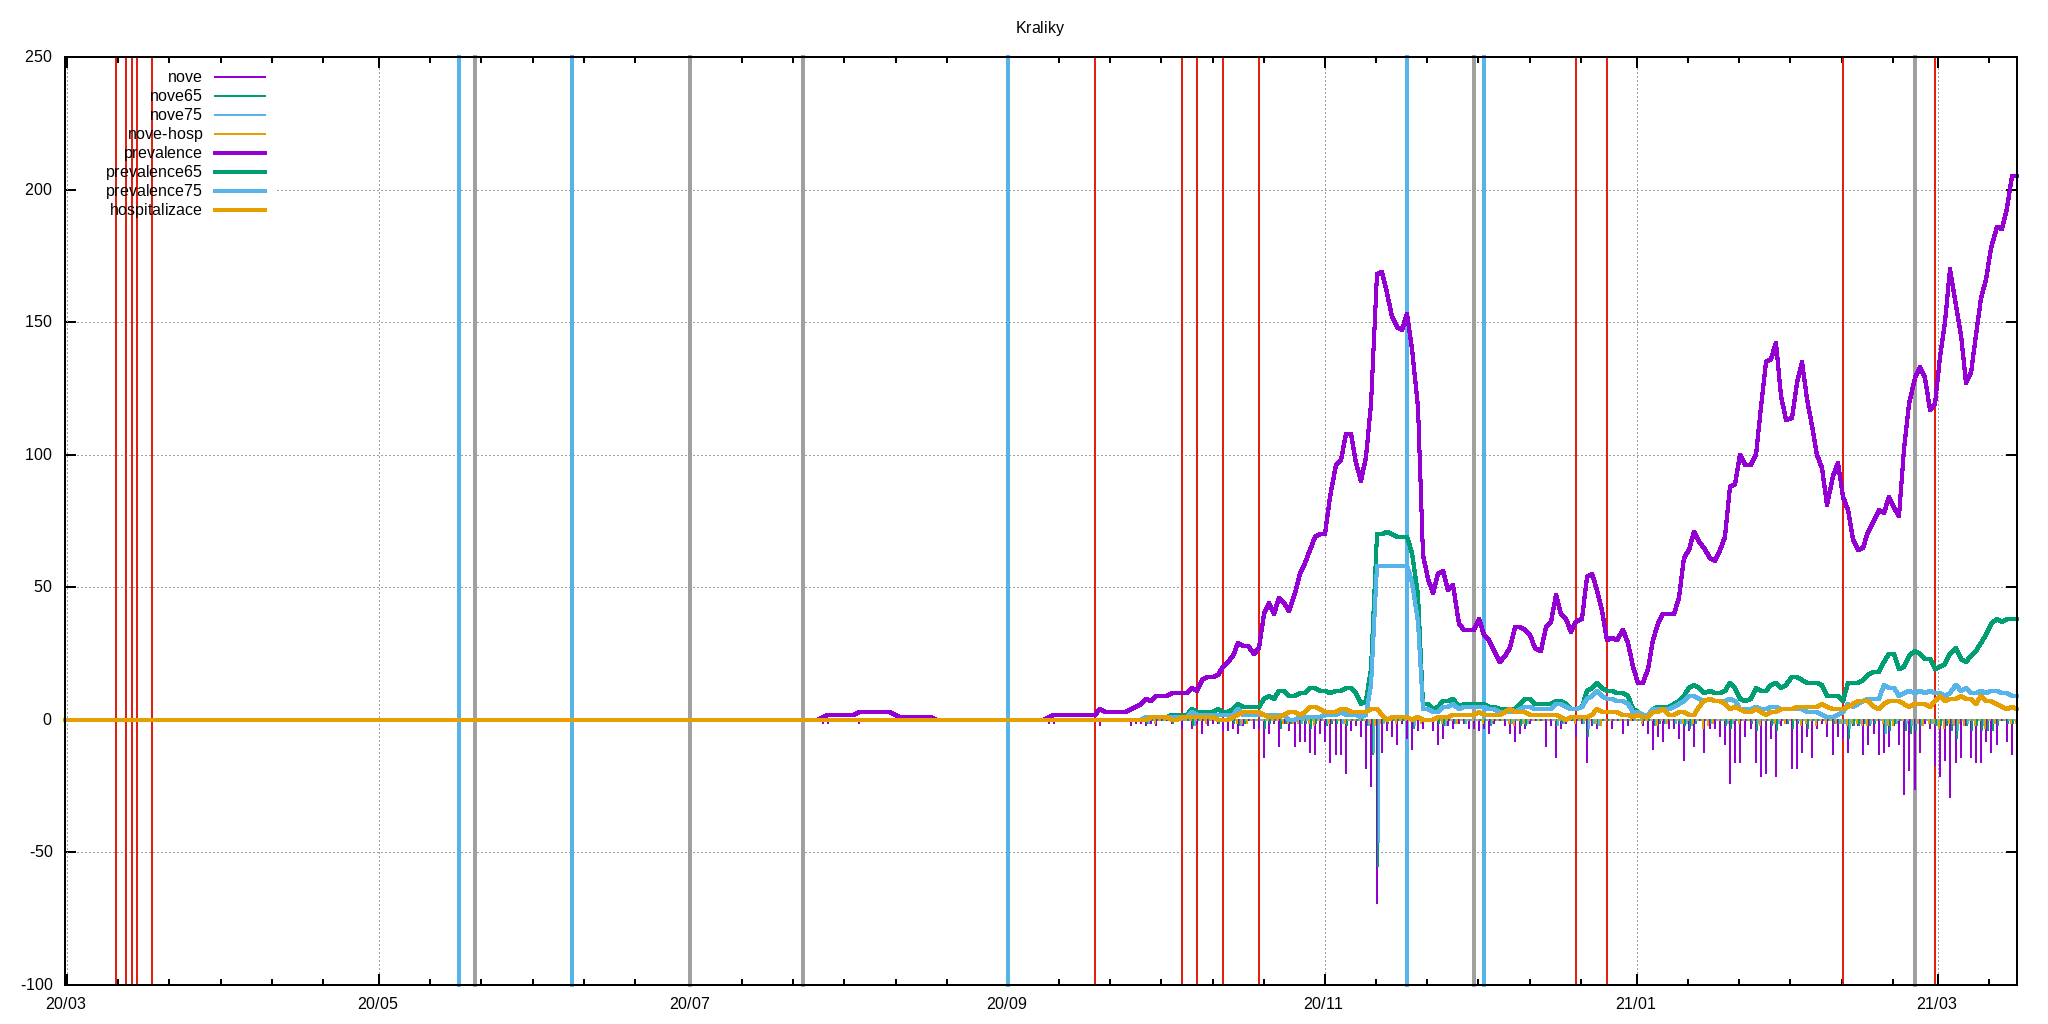 Kraliky
250
200
150
100
50
0
-50
-100
nove
nove65
nove75
nove-hosp
prevalence
prevalence65
prevalence75
hospitalizace
20/03
20/05
20/07
20/09
20/11
21/01
21/03